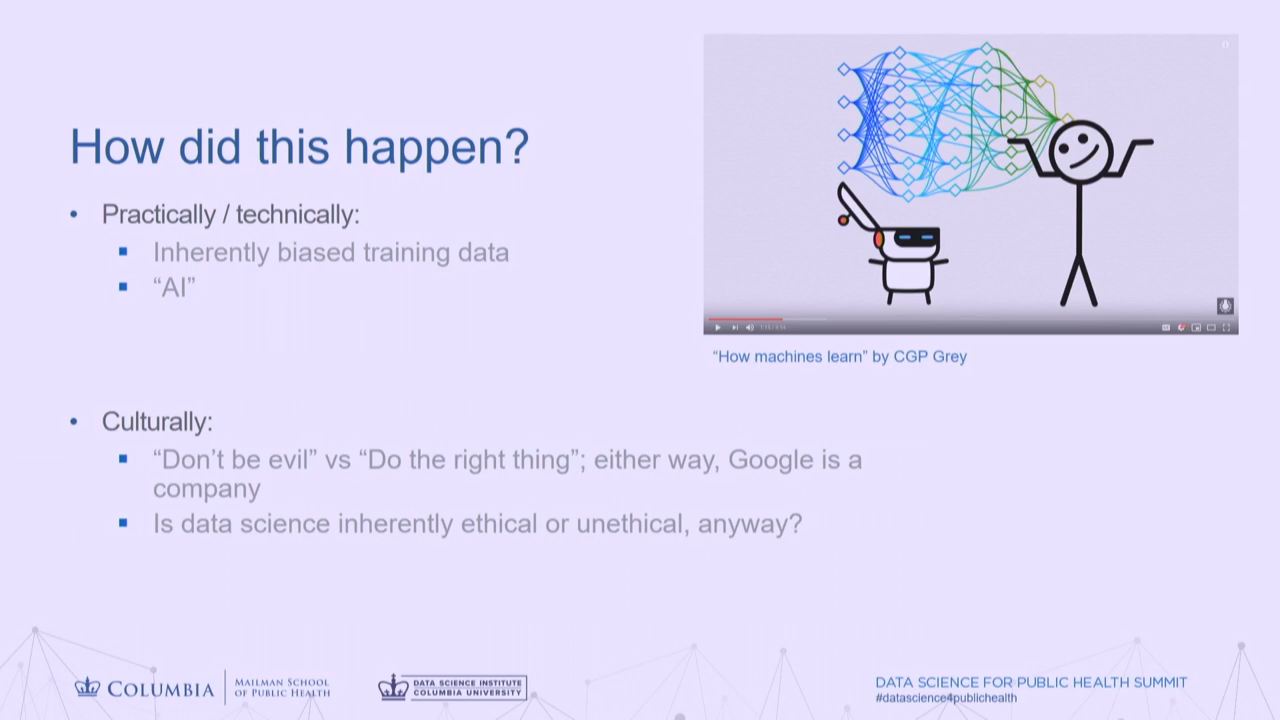 How did this happen?
• Practically / technically:
▪ Inherently biased training data
▪ “AI”
“How machines learn” by CGP Grey
• Culturally:
▪ “Don’t be evil” vs “Do the right thing”; either way, Google is a
company
▪ Is data science inherently ethical or unethical, anyway?
COLUMBIA
MAILMAN SCHOOL
OF PUBLIC HEALTH
DATA SCIENCE INSTITUTE
COLUMBIA UNIVERSITY
DATA SCIENCE FOR PUBLIC HEALTH SUMMIT
#datascience4publichealth